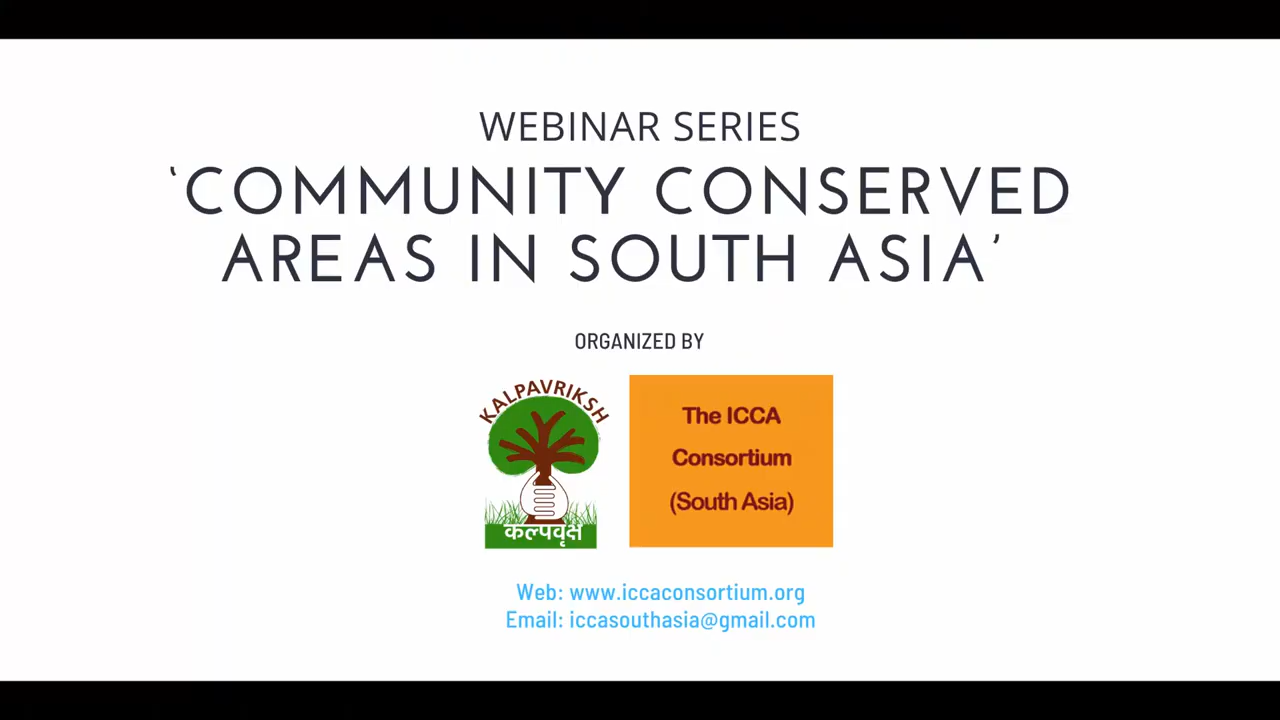 WEBINAR SERIES
‘COMMUNITY CONSERVED
AREAS IN SOUTH ASIA’
ORGANIZED BY
KALPAVRIKSH
कल्पवृक्ष
The ICCA
Consortium
(South Asia)
Web: www.iccaconsortium.org
Email: iccasouthasia@gmail.com